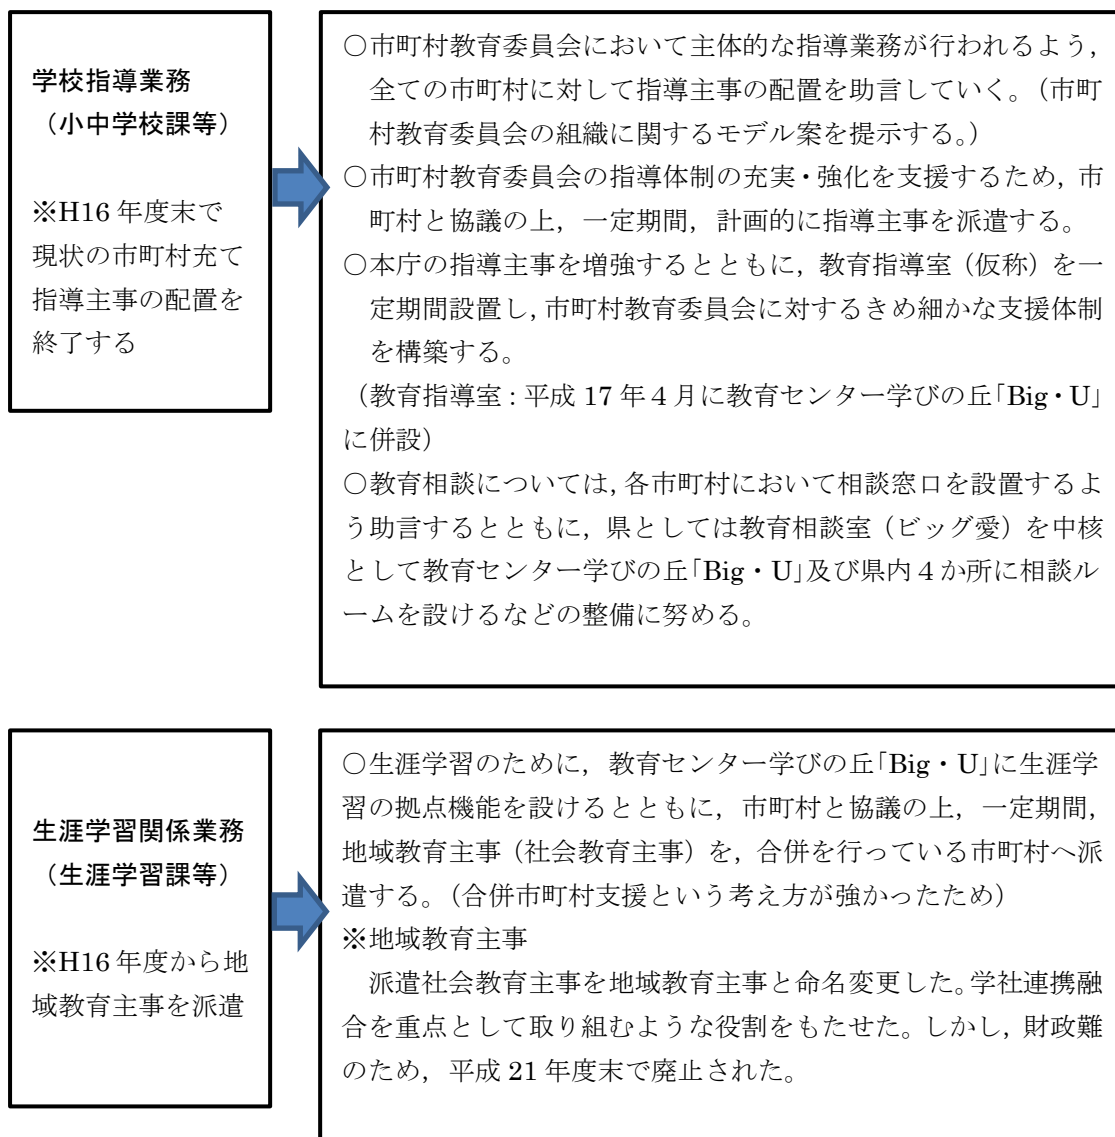 学校指導業務
（小中学校課等）
※H16年度末で
現状の市町村充て
指導主事の配置を
終了する
○市町村教育委員会において主体的な指導業務が行われるよう，
全ての市町村に対して指導主事の配置を助言していく。（市町
村教育委員会の組織に関するモデル案を提示する。）
○市町村教育委員会の指導体制の充実・強化を支援するため，市
町村と協議の上，一定期間，計画的に指導主事を派遣する。
○本庁の指導主事を増強するとともに，教育指導室（仮称）を一
定期間設置し，市町村教育委員会に対するきめ細かな支援体制
を構築する。
（教育指導室：平成 17 年４月に教育センター学びの丘「Big・U」
に併設）
○教育相談については，各市町村において相談窓口を設置するよ
う助言するとともに，県としては教育相談室（ビッグ愛）を中核
として教育センター学びの丘「Big・U」及び県内４か所に相談ル
ームを設けるなどの整備に努める。
生涯学習関係業務
（生涯学習課等）
※H16年度から地
域教育主事を派遣
○生涯学習のために，教育センター学びの丘「Big・U」に生涯学
習の拠点機能を設けるとともに，市町村と協議の上，一定期間，
地域教育主事（社会教育主事）を，合併を行っている市町村へ派
遣する。（合併市町村支援という考え方が強かったため）
※地域教育主事
派遣社会教育主事を地域教育主事と命名変更した。学社連携融
合を重点として取り組むような役割をもたせた。しかし，財政難
のため，平成 21 年度末で廃止された。